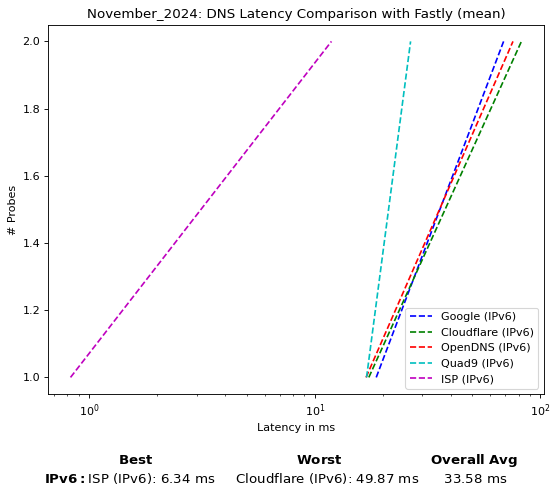 November_2024: DNS Latency Comparison with Fastly (mean)
2.0
1.8
1.6
1.4
1.2
1.0
# Probes
Google (IPv6)
Cloudflare (IPv6)
OpenDNS (IPv6)
Quad9 (IPv6)
ISP (IPv6)
10^0 10^1 10^2
Latency in ms
Best Worst Overall Avg
IPv6: ISP (IPv6): 6.34 ms Cloudflare (IPv6): 49.87 ms 33.58 ms